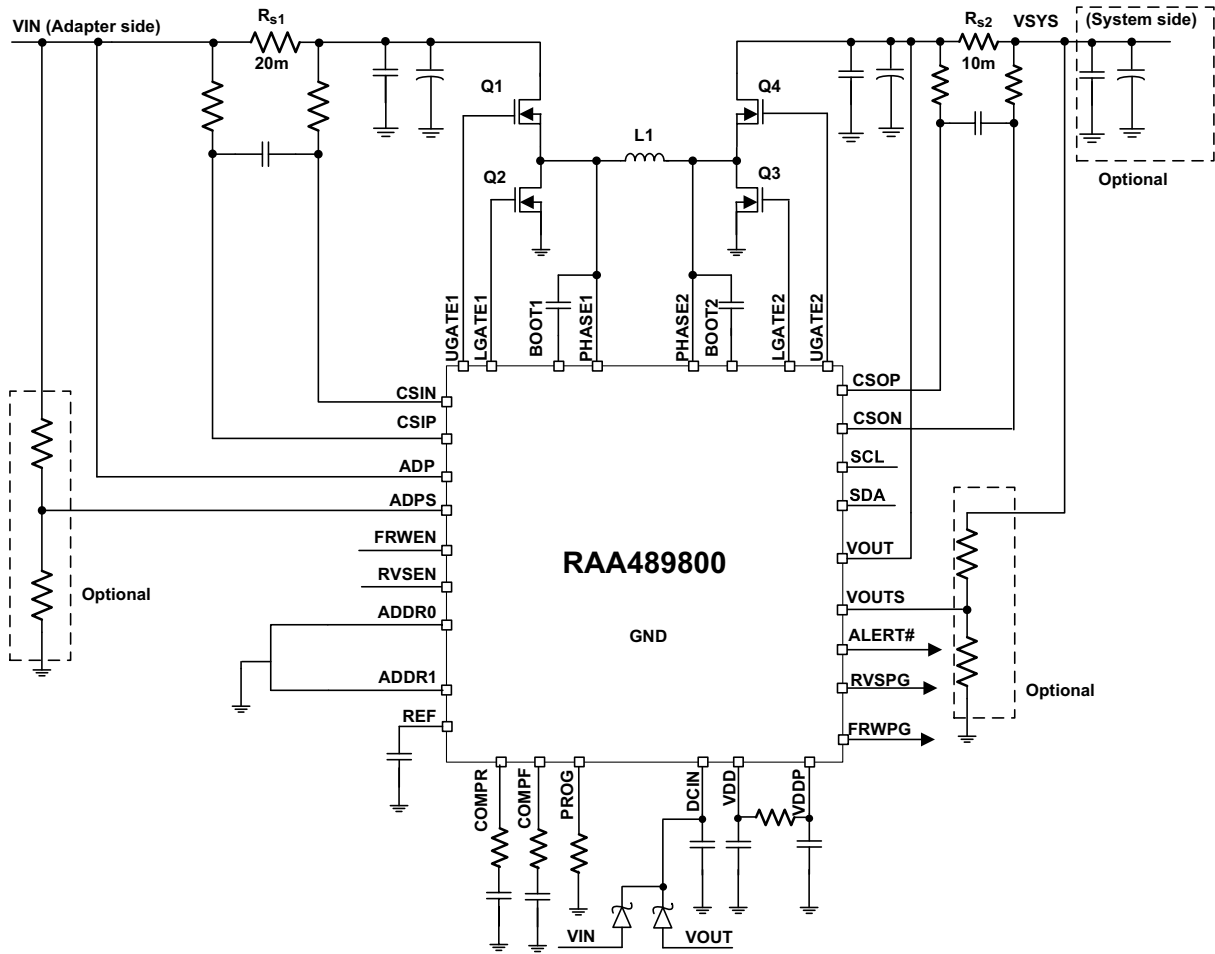 VIN (Adapter side)
Rs1
20m
Rs2
10m
VSYS
(System side)
Optional
Q1
Q4
L1
Q2
Q3
UGATE1
LGATE1
BOOT1
PHASE1
PHASE2
BOOT2
LGATE2
UGATE2
CSIN
CSIP
ADP
ADPS
FRWEN
RVSEN
ADDR0
ADDR1
REF
Optional
RAA489800
GND
CSOP
CSON
SCL
SDA
VOUT
VOUTS
ALERT#
RVSPG
FRWPG
Optional
COMPR
COMPF
PROG
DCIN
VDD
VDDP
VIN
VOUT